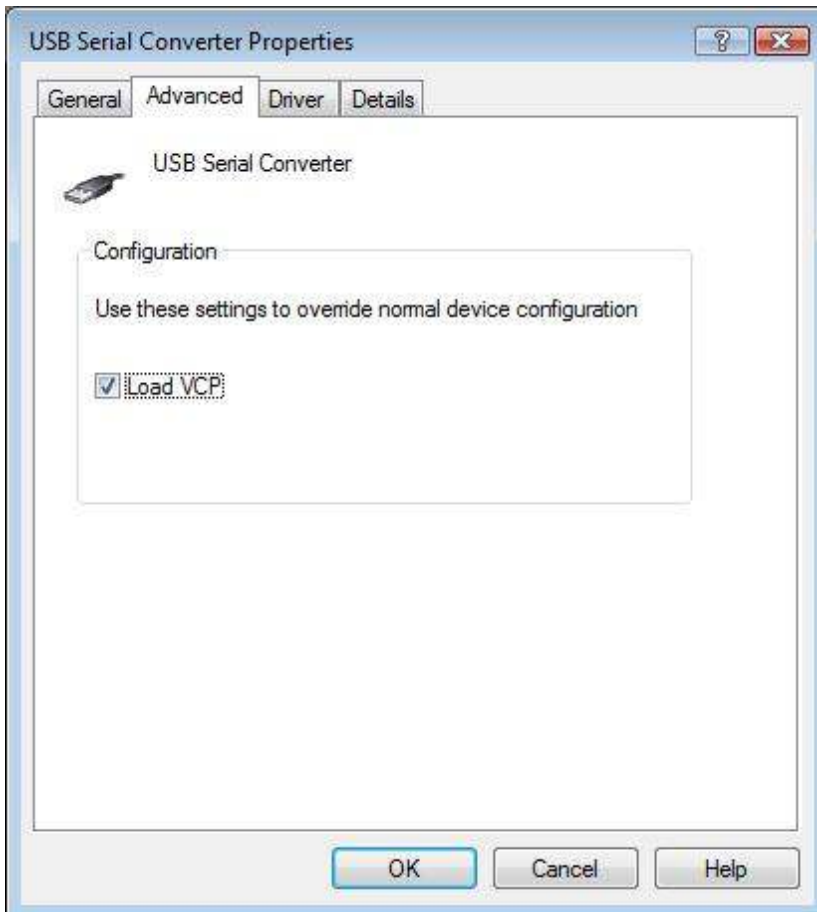 USB Serial Converter Properties
General Advanced Driver Details
USB Serial Converter
Configuration
Use these settings to override normal device configuration
Load VCP
OK Cancel Help